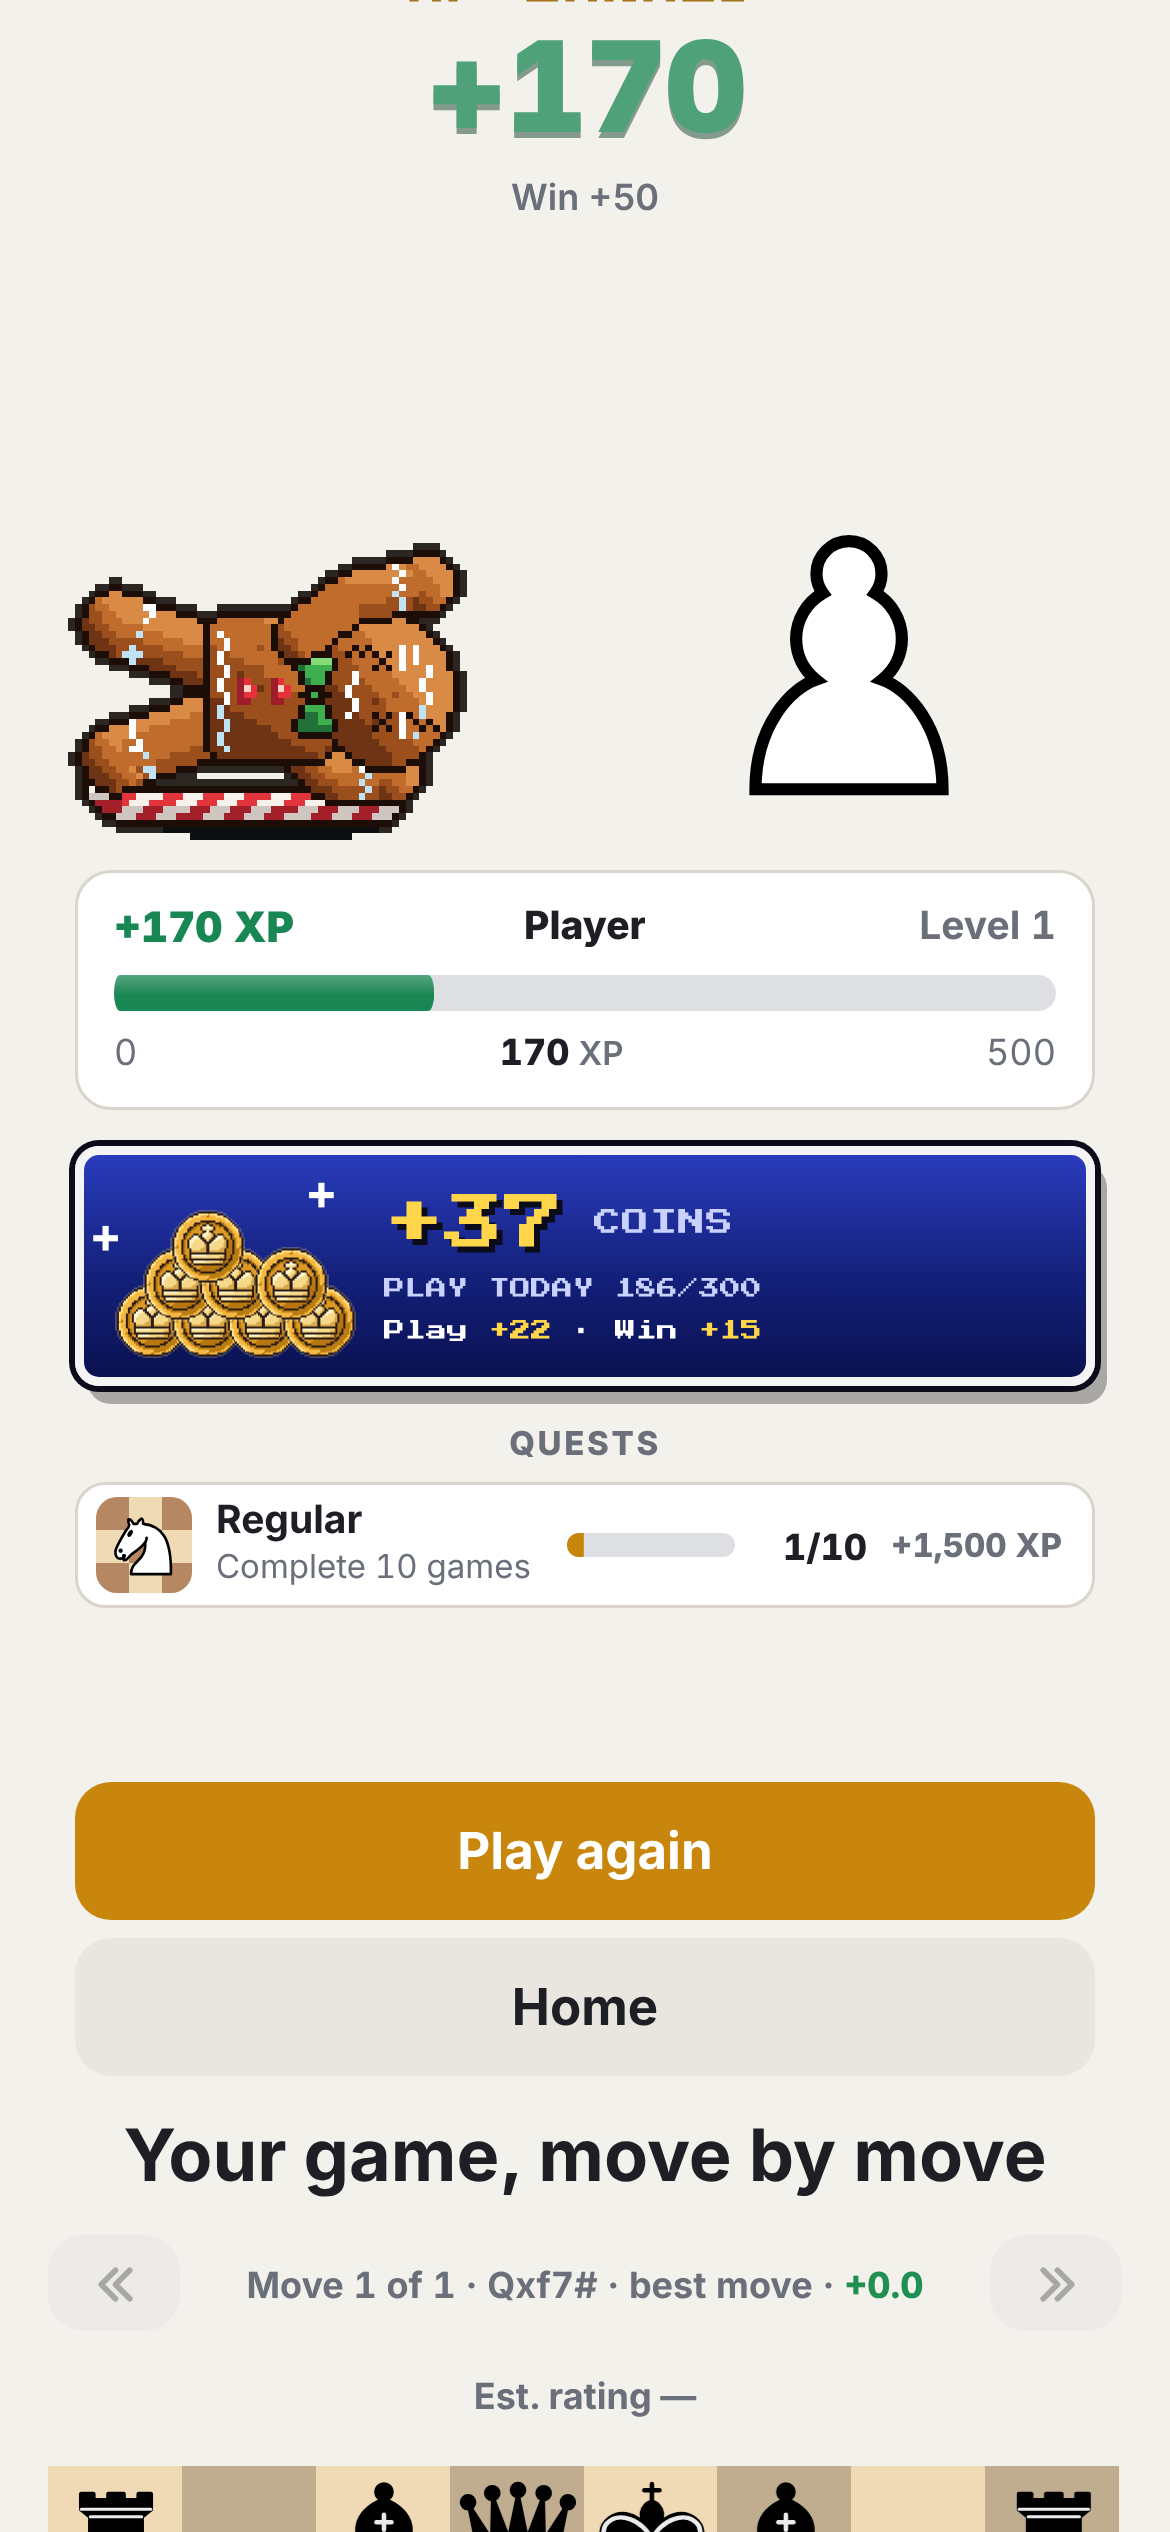 +170
Win +50
+170 XP Player Level 1
0 170 XP 500
+37 COINS
PLAY TODAY 186/300
Play +22 · Win +15
QUESTS
Regular
Complete 10 games
1/10 +1,500 XP
Play again
Home
Your game, move by move
Move 1 of 1 · Qxf7# · best move · +0.0
Est. rating —